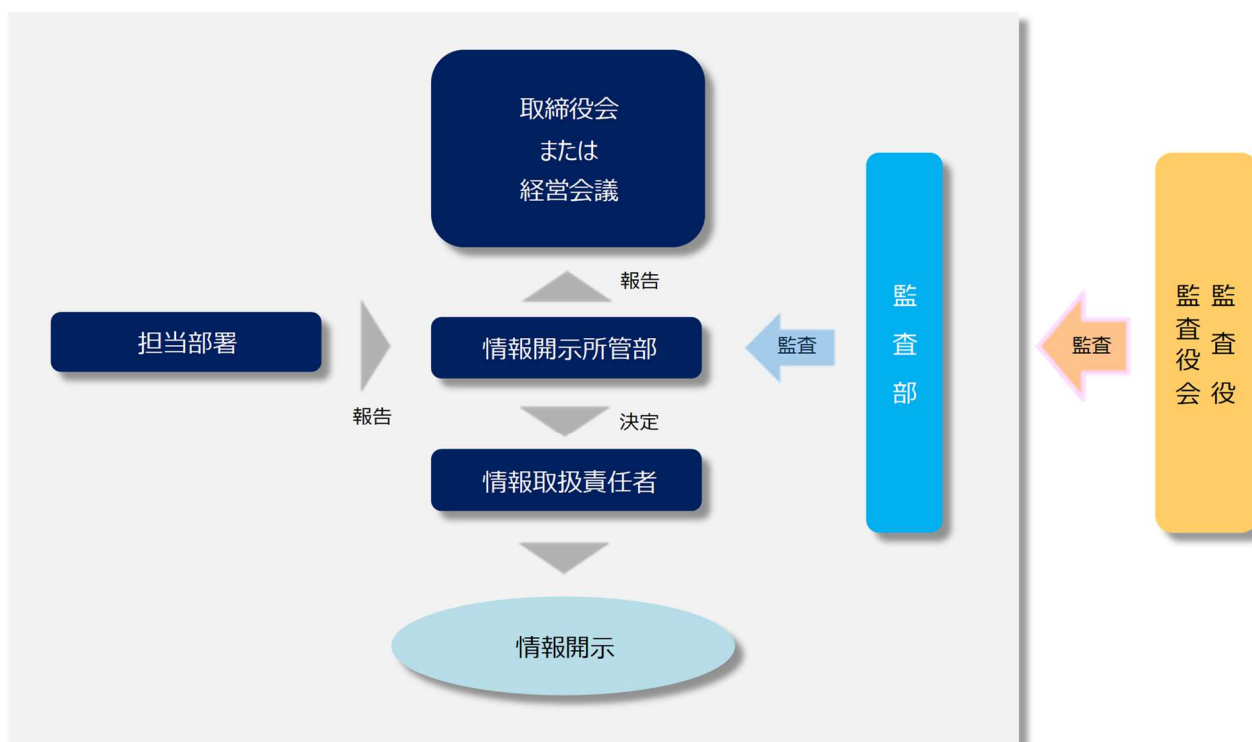 取締役会
または
経営会議
報告
担当部署
報告
情報開示所管部
監査
監査部
監査
監査役
監査役会
決定
情報取扱責任者
情報開示